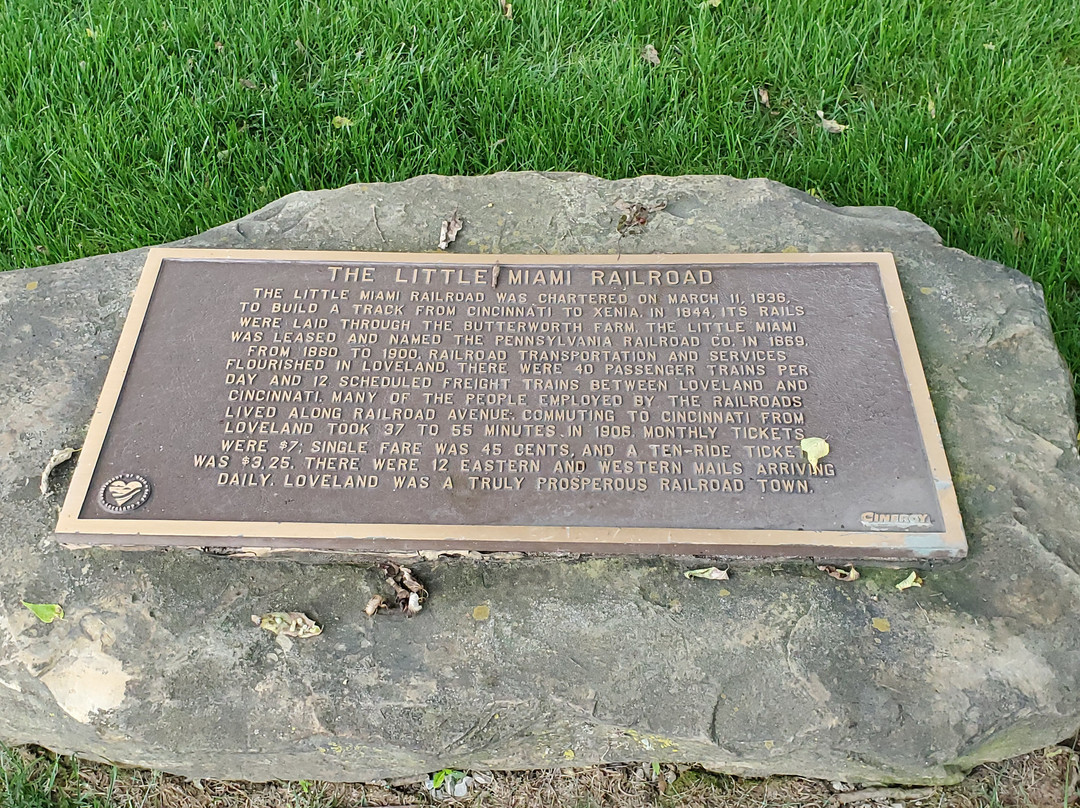 THE LITTLE MIAMI RAILROAD
THE LITTLE MIAMI RAILROAD WAS CHARTERED ON MARCH 11, 1836,
TO BUILD A TRACK FROM CINCINNATI TO XENIA. IN 1844, ITS RAILS
WERE LAID THROUGH THE BUTTERWORTH FARM. THE LITTLE MIAMI
WAS LEASED AND NAMED THE PENNSYLVANIA RAILROAD CO. IN 1869.
FROM 1860 TO 1900, RAILROAD TRANSPORTATION AND SERVICES
FLOURISHED IN LOVELAND. THERE WERE 40 PASSENGER TRAINS PER
DAY AND 12 SCHEDULED FREIGHT TRAINS BETWEEN LOVELAND AND
CINCINNATI. MANY OF THE PEOPLE EMPLOYED BY THE RAILROADS
LIVED ALONG RAILROAD AVENUE. COMMUTING TO CINCINNATI FROM
LOVELAND TOOK 37 TO 55 MINUTES. IN 1906, MONTHLY TICKETS
WERE $7; SINGLE FARE WAS 45 CENTS, AND A TEN-RIDE TICKET
WAS $3.25. THERE WERE 12 EASTERN AND WESTERN MAILS ARRIVING
DAILY. LOVELAND WAS A TRULY PROSPEROUS RAILROAD TOWN.
CINERGY